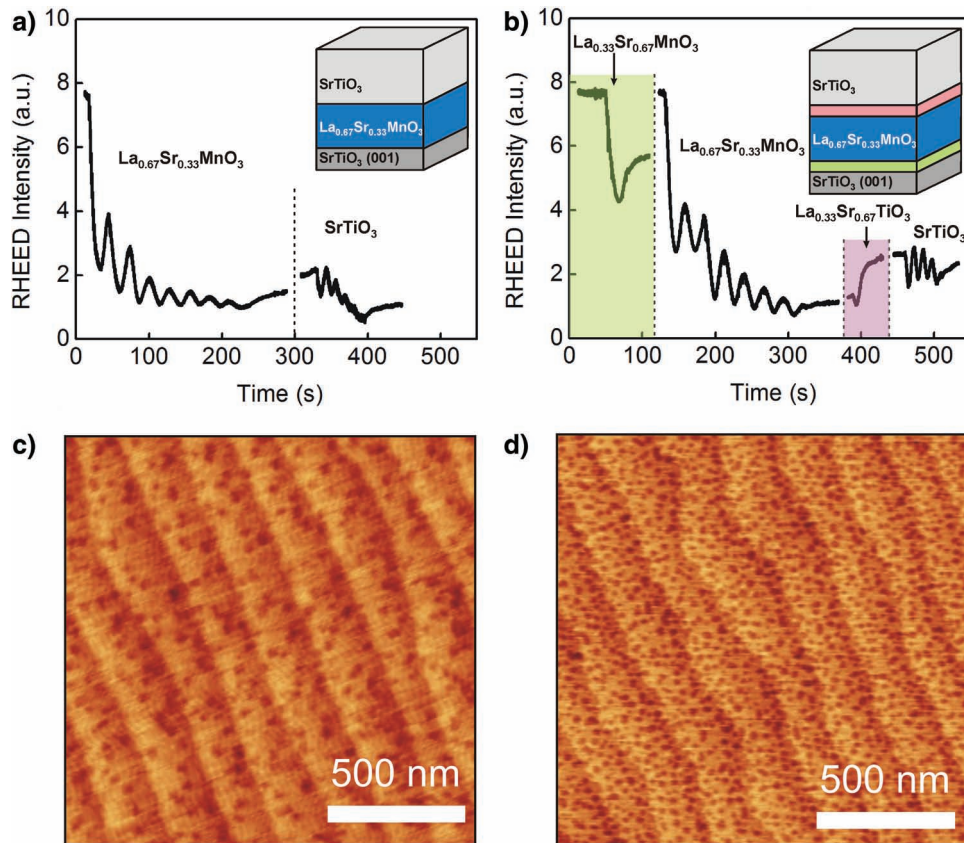 a)
10
8
6
4
2
0
RHEED Intensity (a.u.)
La₀.₆₇Sr₀.₃₃MnO₃
SrTiO₃
SrTiO₃
La₀.₆₇Sr₀.₃₃MnO₃
SrTiO₃ (001)
0 100 200 300 400 500
Time (s)
b)
10
8
6
4
2
0
RHEED Intensity (a.u.)
La₀.₃₃Sr₀.₆₇MnO₃
La₀.₆₇Sr₀.₃₃MnO₃
SrTiO₃
La₀.₆₇Sr₀.₃₃MnO₃
SrTiO₃ (001)
La₀.₃₃Sr₀.₆₇TiO₃
SrTiO₃
0 100 200 300 400 500
Time (s)
c)
500 nm
d)
500 nm